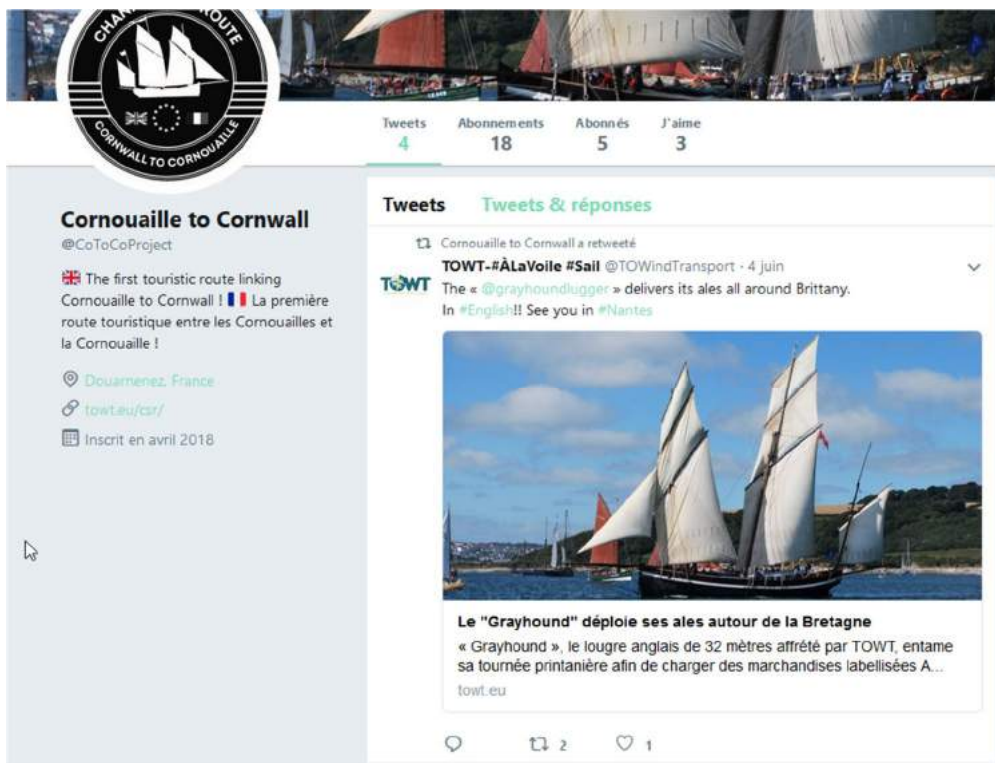 CHAN ROUTE
CORNWALL TO CORNOUAILLE
Tweets Abonnements Abonnés J'aime
4 18 5 3
Cornouaille to Cornwall
@CoToCoProject
The first touristic route linking
Cornouaille to Cornwall ! La première
route touristique entre les Cornouailles et
la Cornouaille !
Douarnenez, France
towt.eu/csr/
Inscrit en avril 2018
Tweets Tweets & réponses
Cornouaille to Cornwall a retweeté
TOWT-#ÀLaVoile #Sail @TOWindTransport · 4 juin
TOWT
The « @grayhoundlugger » delivers its ales all around Brittany.
In #English!! See you in #Nantes
Le "Grayhound" déploie ses ales autour de la Bretagne
« Grayhound », le lougre anglais de 32 mètres affrété par TOWT, entame
sa tournée printanière afin de charger des marchandises labellisées A...
towt.eu
2 1